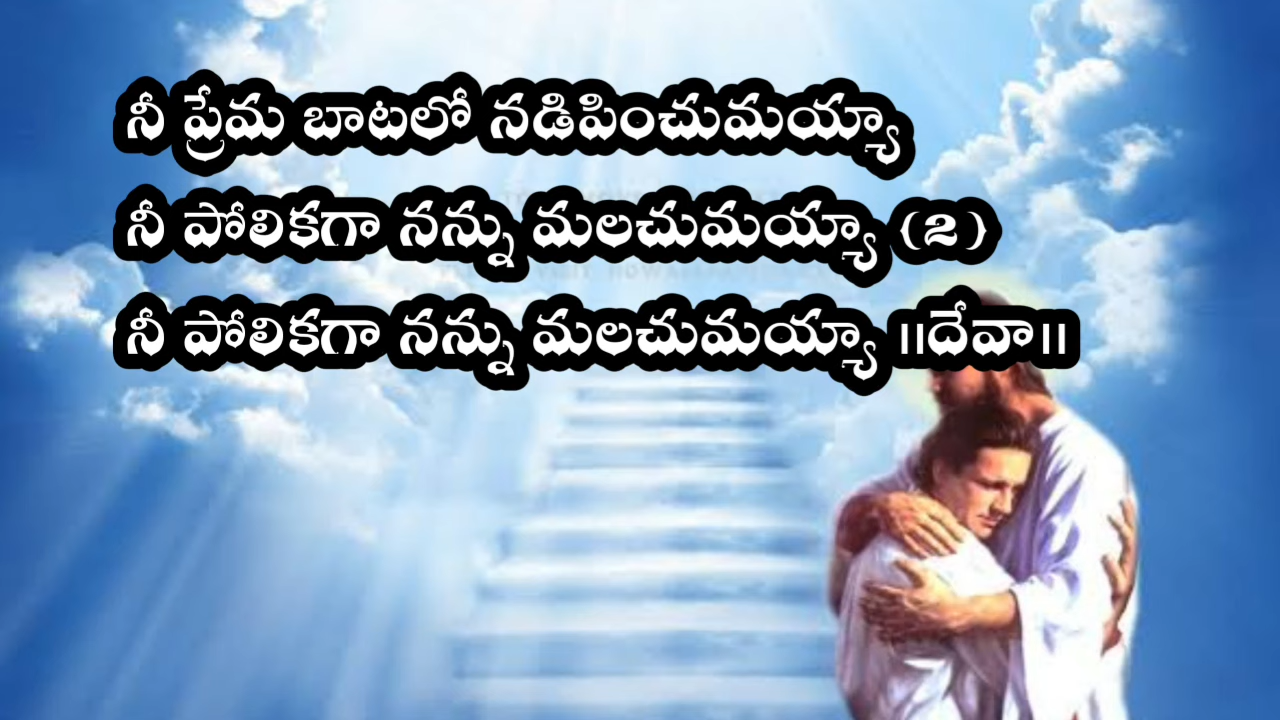 నీ ప్రేమ బాటలో నడిపించుమయ్యా
నీ పోలికగా నన్ను మలచుమయ్యా (2)
నీ పోలికగా నన్ను మలచుమయ్యా ||దేవా||